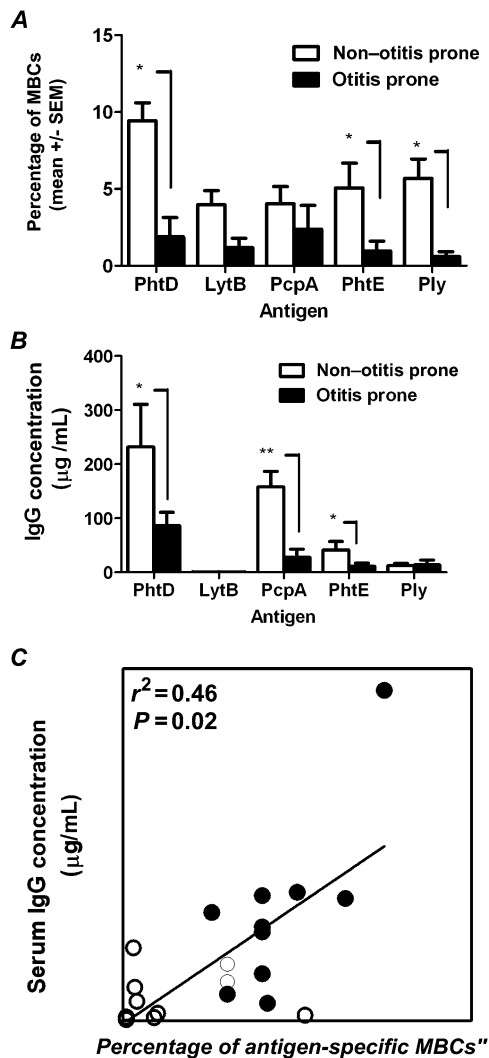 A
15
10
5
0
Percentage of MBCs
(mean +/- SEM)
Non–otitis prone
Otitis prone
*
*
*
PhtD LytB PcpA PhtE Ply
Antigen
B
400
300
200
100
0
IgG concentration
(µg /mL)
Non–otitis prone
Otitis prone
*
**
*
PhtD LytB PcpA PhtE Ply
Antigen
C
r² = 0.46
P = 0.02
Serum IgG concentration
(µg/mL)
Percentage of antigen-specific MBCs"